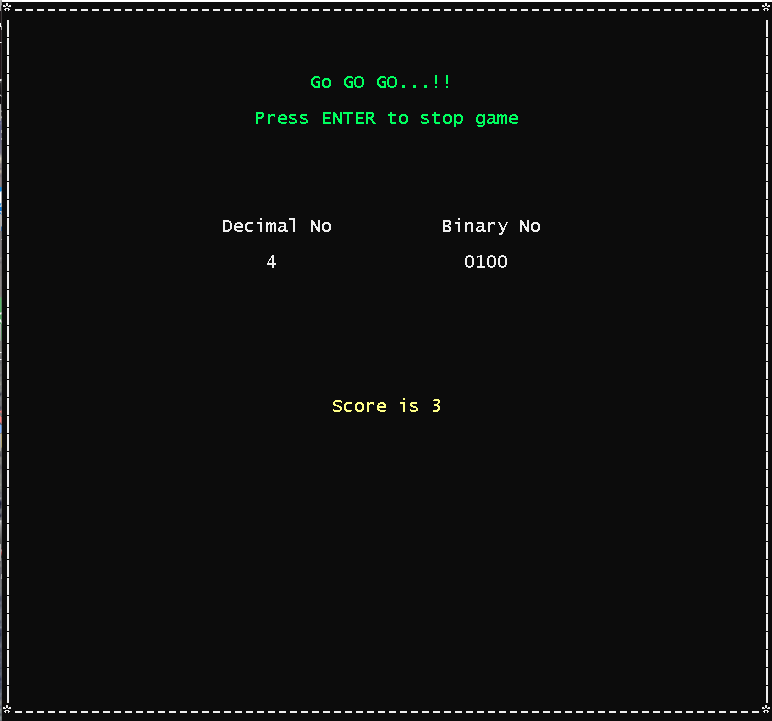 Go GO GO...!!
Press ENTER to stop game
Decimal No Binary No
4 0100
Score is 3